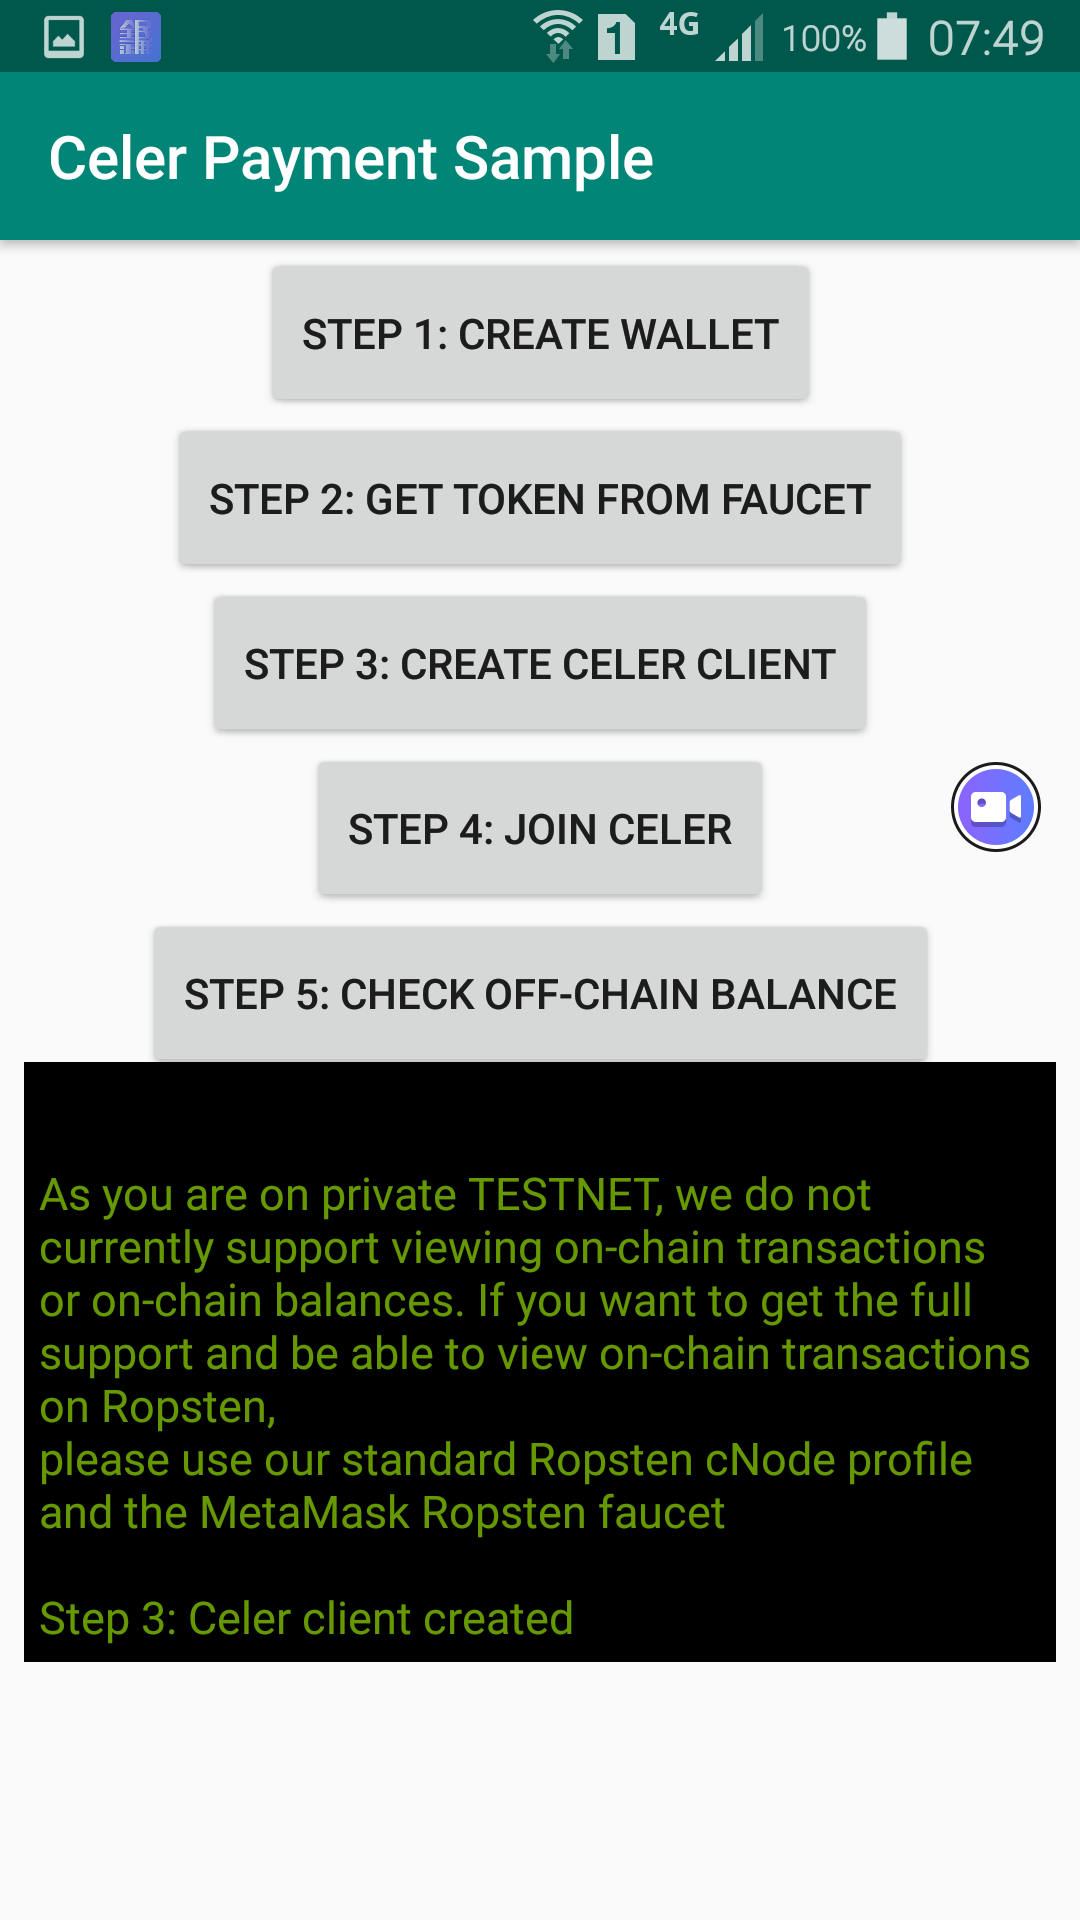 1 4G 100% 07:49
Celer Payment Sample
STEP 1: CREATE WALLET
STEP 2: GET TOKEN FROM FAUCET
STEP 3: CREATE CELER CLIENT
STEP 4: JOIN CELER
STEP 5: CHECK OFF-CHAIN BALANCE
As you are on private TESTNET, we do not
currently support viewing on-chain transactions
or on-chain balances. If you want to get the full
support and be able to view on-chain transactions
on Ropsten,
please use our standard Ropsten cNode profile
and the MetaMask Ropsten faucet
Step 3: Celer client created